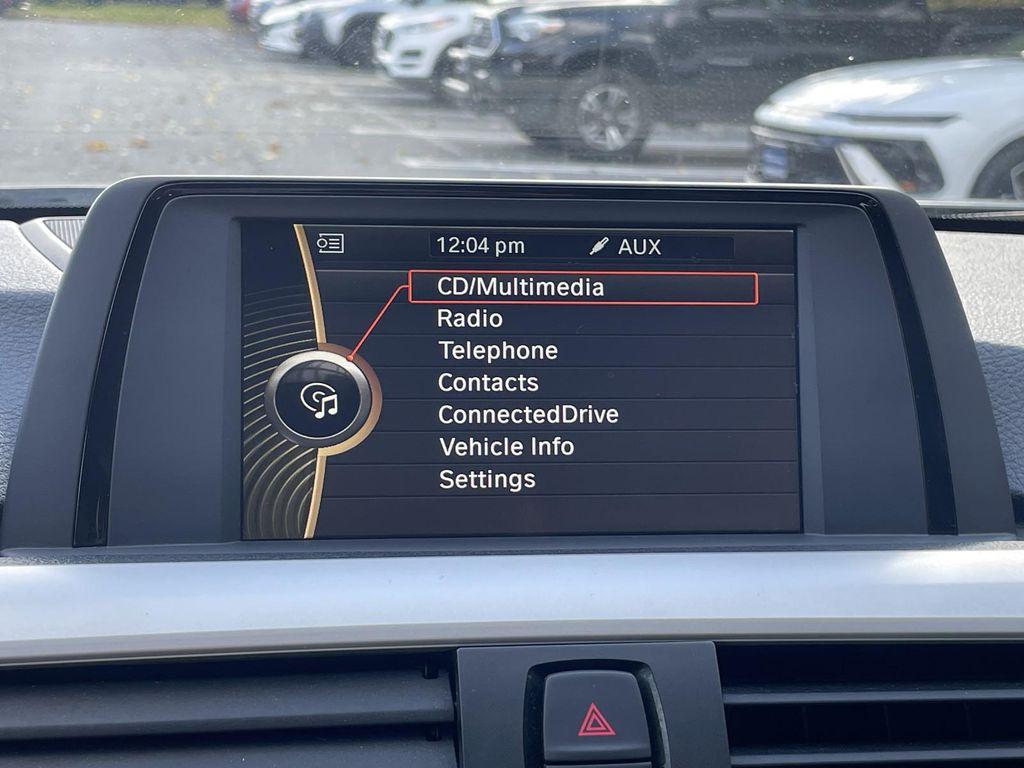 12:04 pm AUX
CD/Multimedia
Radio
Telephone
Contacts
ConnectedDrive
Vehicle Info
Settings